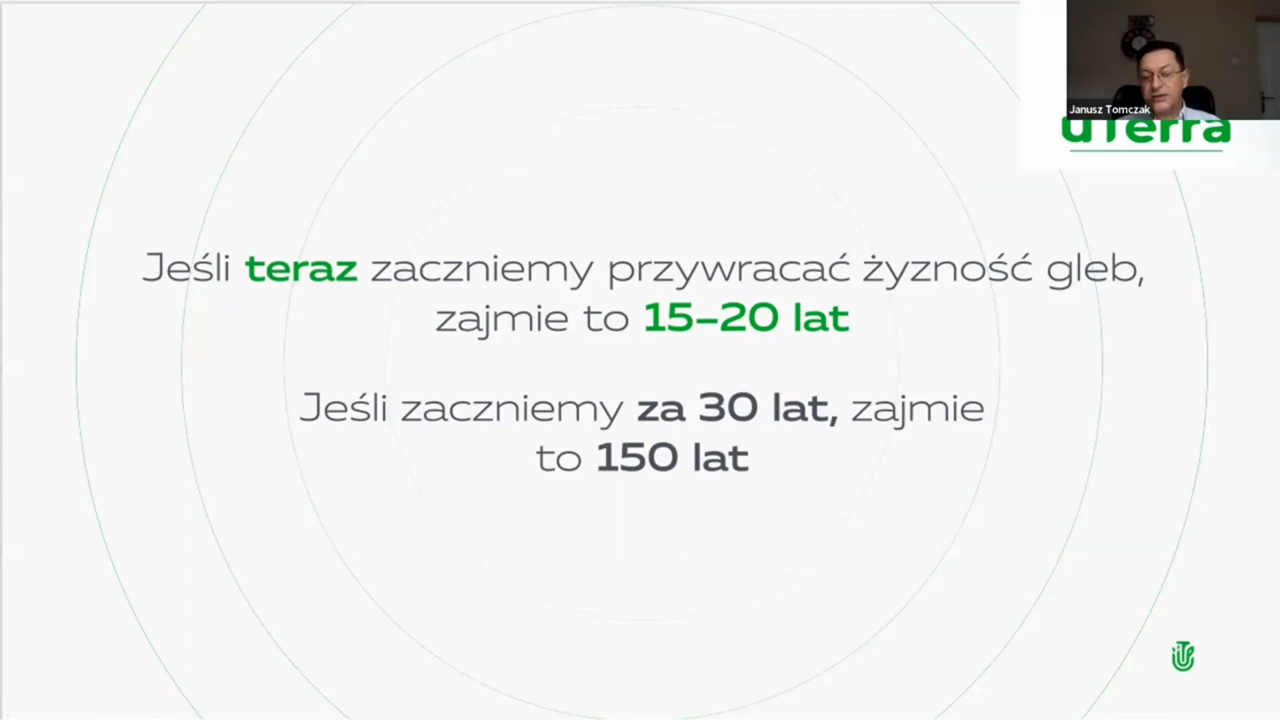 Janusz Tomczak
uTerra
Jeśli teraz zaczniemy przywracać żyzność gleb,
zajmie to 15–20 lat
Jeśli zaczniemy za 30 lat, zajmie
to 150 lat